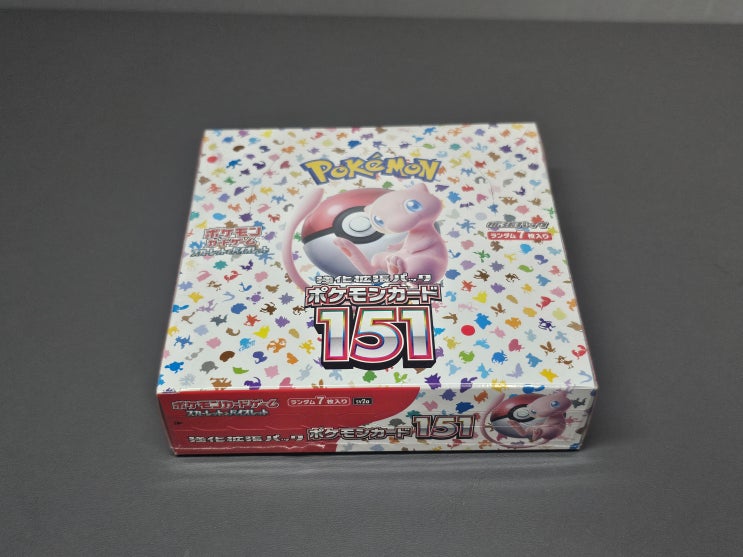 POKÉMON
ポケモン
カードゲーム
スカーレット&バイオレット
ランダム7枚入り
強化拡張パック
ポケモンカード
151
ポケモンカードゲーム
スカーレット&バイオレット
ランダム7枚入り
sv2a
強化拡張パック ポケモンカード151